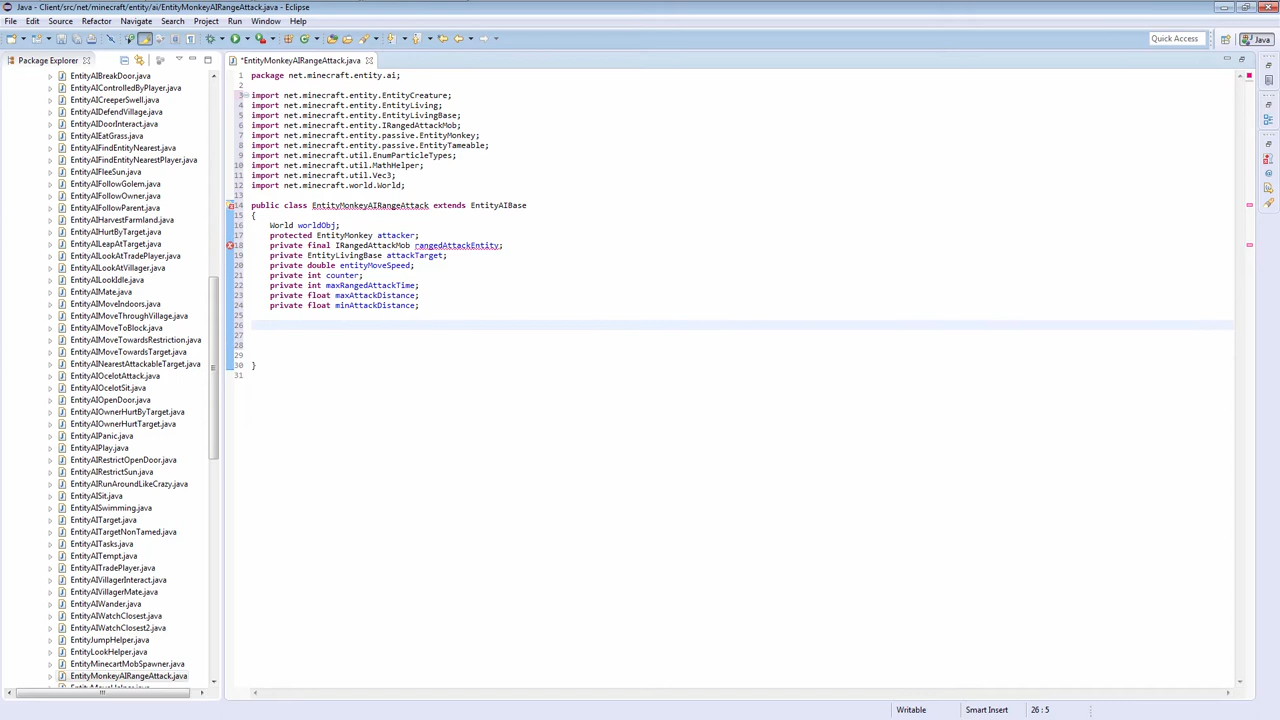 Java - Client/src/net/minecraft/entity/ai/EntityMonkeyAIRangeAttack.java - Eclipse
File Edit Source Refactor Navigate Search Project Run Window Help
Quick Access Java
Package Explorer
EntityAIBreakDoor.java
EntityAIControlledByPlayer.java
EntityAICreeperSwell.java
EntityAIDefendVillage.java
EntityAIDoorInteract.java
EntityAIEatGrass.java
EntityAIFindEntityNearest.java
EntityAIFindEntityNearestPlayer.java
EntityAIFleeSun.java
EntityAIFollowGolem.java
EntityAIFollowOwner.java
EntityAIFollowParent.java
EntityAIHarvestFarmland.java
EntityAIHurtByTarget.java
EntityAILeapAtTarget.java
EntityAILookAtTradePlayer.java
EntityAILookAtVillager.java
EntityAILookIdle.java
EntityAIMate.java
EntityAIMoveIndoors.java
EntityAIMoveThroughVillage.java
EntityAIMoveToBlock.java
EntityAIMoveTowardsRestriction.java
EntityAIMoveTowardsTarget.java
EntityAINearestAttackableTarget.java
EntityAIOcelotAttack.java
EntityAIOcelotSit.java
EntityAIOpenDoor.java
EntityAIOwnerHurtByTarget.java
EntityAIOwnerHurtTarget.java
EntityAIPanic.java
EntityAIPlay.java
EntityAIRestrictOpenDoor.java
EntityAIRestrictSun.java
EntityAIRunAroundLikeCrazy.java
EntityAISit.java
EntityAISwimming.java
EntityAITarget.java
EntityAITargetNonTamed.java
EntityAITasks.java
EntityAITempt.java
EntityAITradePlayer.java
EntityAIVillagerInteract.java
EntityAIVillagerMate.java
EntityAIWander.java
EntityAIWatchClosest.java
EntityAIWatchClosest2.java
EntityJumpHelper.java
EntityLookHelper.java
EntityMinecartMobSpawner.java
EntityMonkeyAIRangeAttack.java
*EntityMonkeyAIRangeAttack.java
1 package net.minecraft.entity.ai;
2
3 import net.minecraft.entity.EntityCreature;
4 import net.minecraft.entity.EntityLiving;
5 import net.minecraft.entity.EntityLivingBase;
6 import net.minecraft.entity.IRangedAttackMob;
7 import net.minecraft.entity.passive.EntityMonkey;
8 import net.minecraft.entity.passive.EntityTameable;
9 import net.minecraft.util.EnumParticleTypes;
10 import net.minecraft.util.MathHelper;
11 import net.minecraft.util.Vec3;
12 import net.minecraft.world.World;
13
14 public class EntityMonkeyAIRangeAttack extends EntityAIBase
15 {
16 World worldObj;
17 protected EntityMonkey attacker;
18 private final IRangedAttackMob rangedAttackEntity;
19 private EntityLivingBase attackTarget;
20 private double entityMoveSpeed;
21 private int counter;
22 private int maxRangedAttackTime;
23 private float maxAttackDistance;
24 private float minAttackDistance;
25
26
27
28
29
30 }
31
Writable Smart Insert 26 : 5